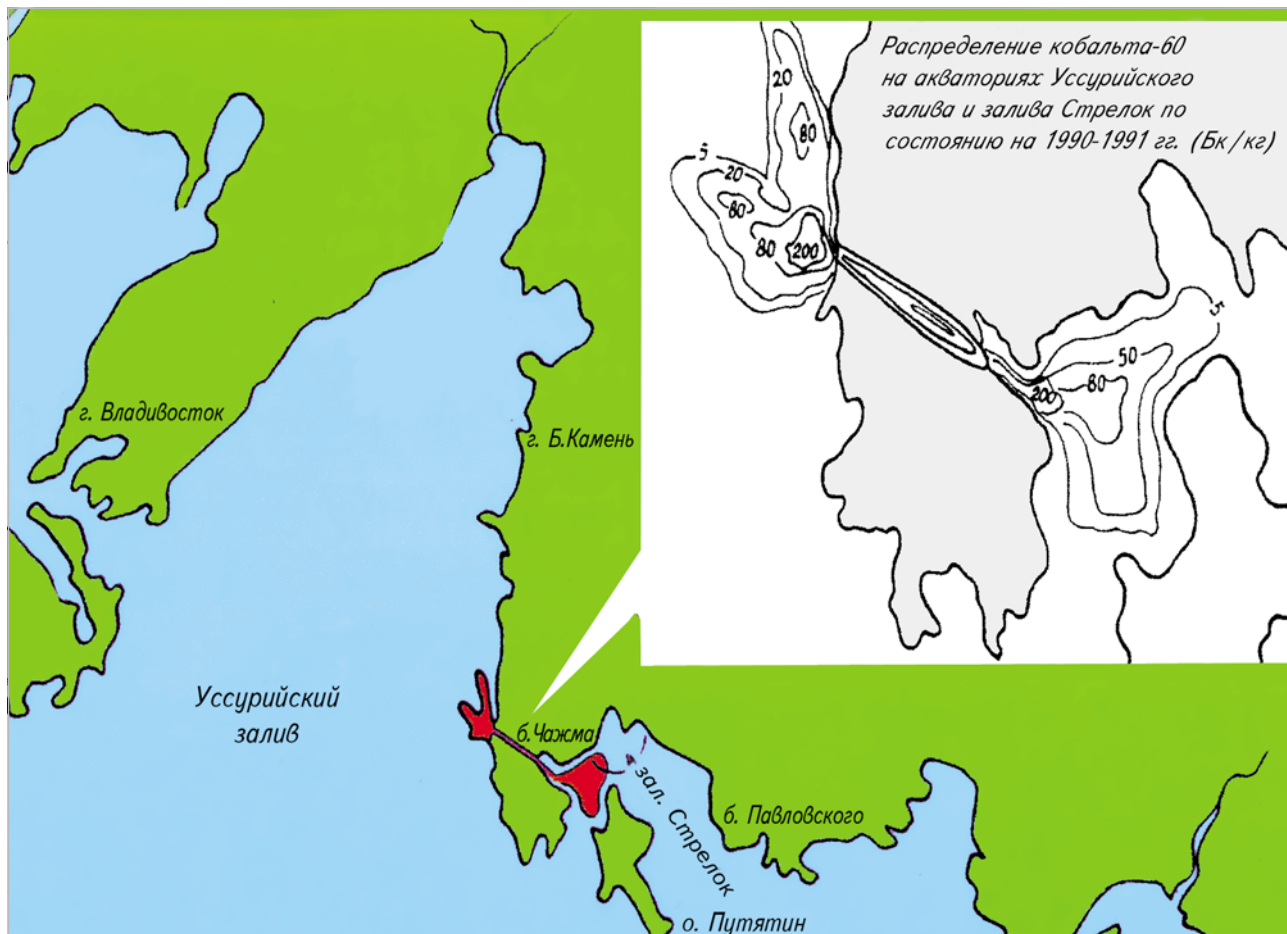 Распределение кобальта-60
на акваториях Уссурийского
залива и залива Стрелок по
состоянию на 1990-1991 гг. (Бк/кг)
20
80
5
20
80
80
200
5
50
80
200
г. Владивосток
г. Б.Камень
Уссурийский
залив
б.Чажма
зал. Стрелок
б. Павловского
о. Путятин